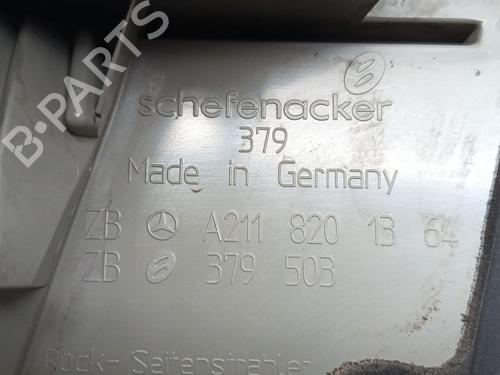 schefenacker
379
Made in Germany
ZB A211 820 13 64
ZB 379 503
Rück- Seitenstrahler
B-PARTS